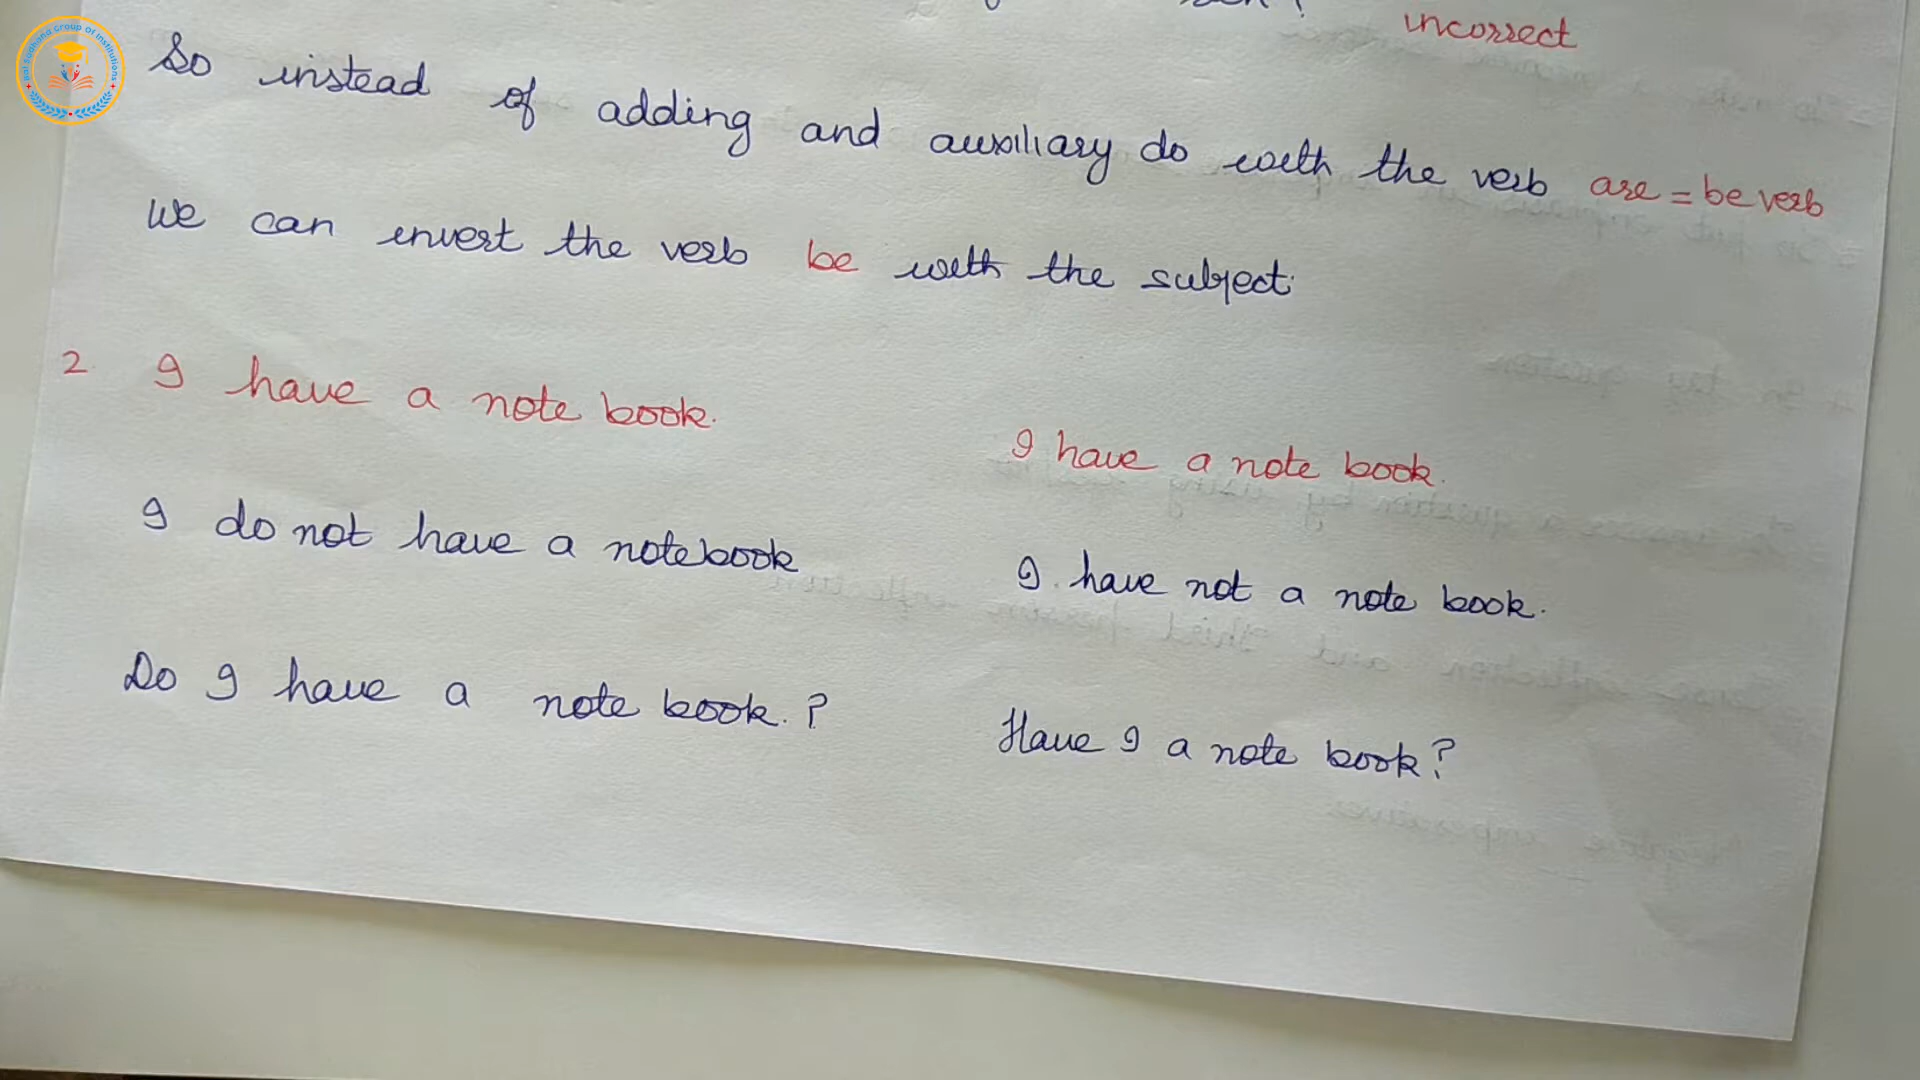 incorrect
So instead of adding and auxiliary do with the verb are = be verb
We can invert the verb be with the subject.
2 I have a note book.
I have a note book.
I do not have a notebook
I have not a note book.
Do I have a note book.?
Have I a note book?